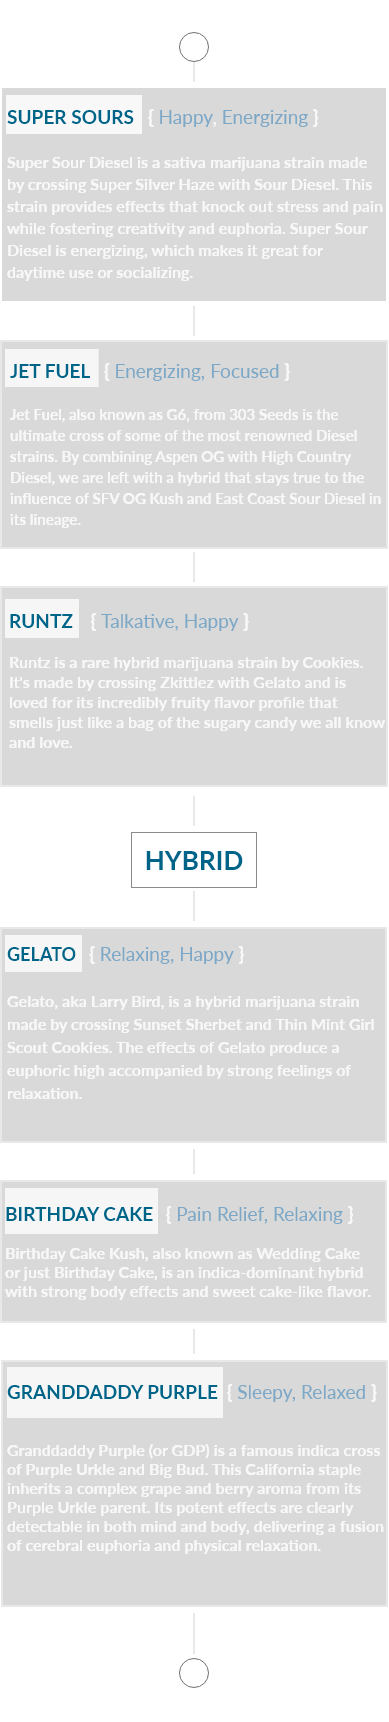 SUPER SOURS { Happy, Energizing }
Super Sour Diesel is a sativa marijuana strain made
by crossing Super Silver Haze with Sour Diesel. This
strain provides effects that knock out stress and pain
while fostering creativity and euphoria. Super Sour
Diesel is energizing, which makes it great for
daytime use or socializing.
JET FUEL { Energizing, Focused }
Jet Fuel, also known as G6, from 303 Seeds is the
ultimate cross of some of the most renowned Diesel
strains. By combining Aspen OG with High Country
Diesel, we are left with a hybrid that stays true to the
influence of SFV OG Kush and East Coast Sour Diesel in
its lineage.
RUNTZ { Talkative, Happy }
Runtz is a rare hybrid marijuana strain by Cookies.
It's made by crossing Zkittlez with Gelato and is
loved for its incredibly fruity flavor profile that
smells just like a bag of the sugary candy we all know
and love.
HYBRID
GELATO { Relaxing, Happy }
Gelato, aka Larry Bird, is a hybrid marijuana strain
made by crossing Sunset Sherbet and Thin Mint Girl
Scout Cookies. The effects of Gelato produce a
euphoric high accompanied by strong feelings of
relaxation.
BIRTHDAY CAKE { Pain Relief, Relaxing }
Birthday Cake Kush, also known as Wedding Cake
or just Birthday Cake, is an indica-dominant hybrid
with strong body effects and sweet cake-like flavor.
GRANDDADDY PURPLE { Sleepy, Relaxed }
Granddaddy Purple (or GDP) is a famous indica cross
of Purple Urkle and Big Bud. This California staple
inherits a complex grape and berry aroma from its
Purple Urkle parent. Its potent effects are clearly
detectable in both mind and body, delivering a fusion
of cerebral euphoria and physical relaxation.